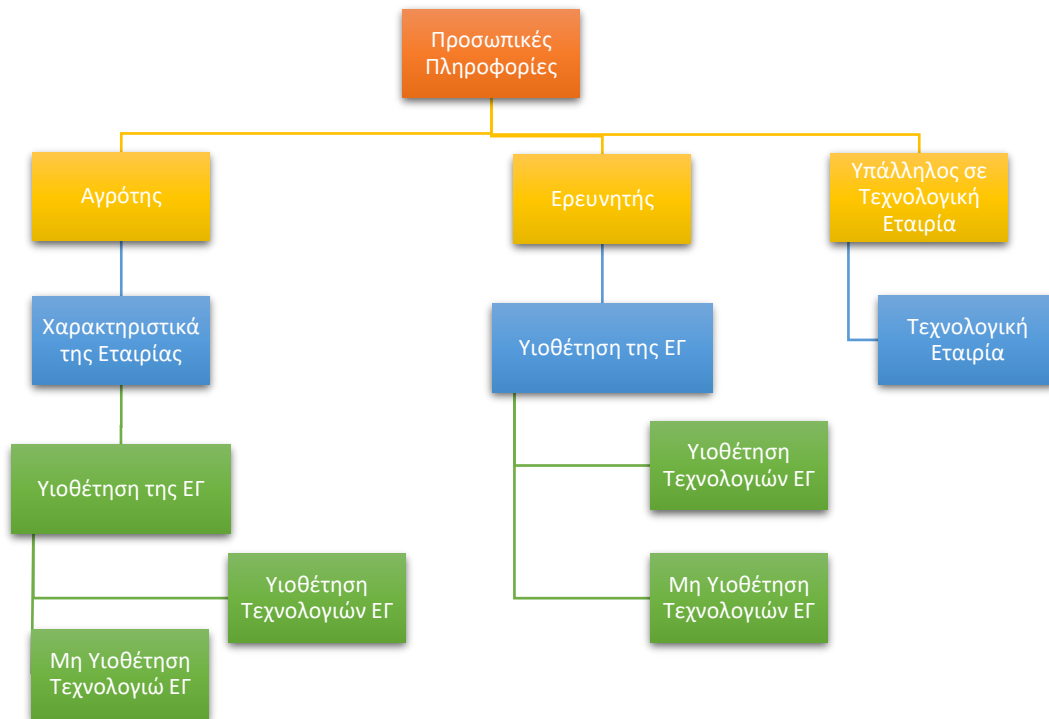 Προσωπικές
Πληροφορίες
Αγρότης
Ερευνητής
Υπάλληλος σε
Τεχνολογική
Εταιρία
Χαρακτηριστικά
της Εταιρίας
Υιοθέτηση της ΕΓ
Τεχνολογική
Εταιρία
Υιοθέτηση της ΕΓ
Υιοθέτηση
Τεχνολογιών ΕΓ
Υιοθέτηση
Τεχνολογιών ΕΓ
Μη Υιοθέτηση
Τεχνολογιών ΕΓ
Μη Υιοθέτηση
Τεχνολογιώ ΕΓ